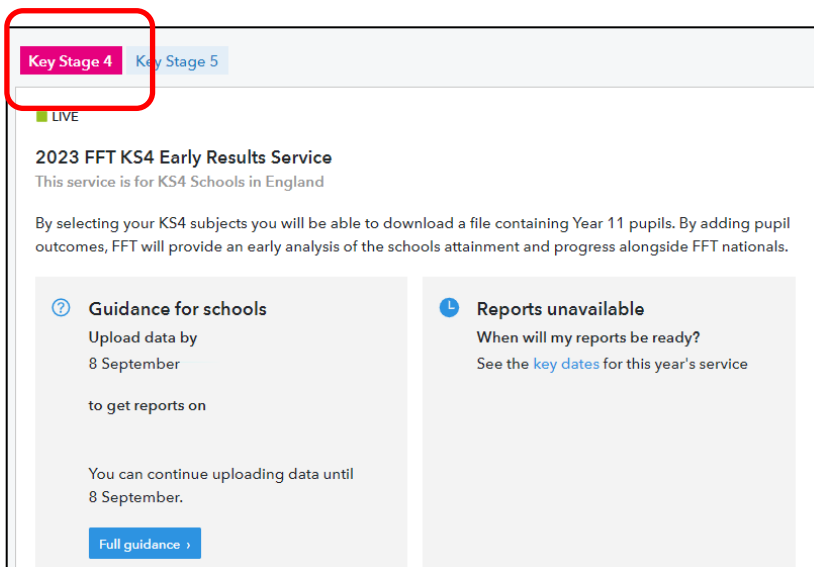 Key Stage 4 Key Stage 5
LIVE
2023 FFT KS4 Early Results Service
This service is for KS4 Schools in England
By selecting your KS4 subjects you will be able to download a file containing Year 11 pupils. By adding pupil
outcomes, FFT will provide an early analysis of the schools attainment and progress alongside FFT nationals.
Guidance for schools
Upload data by
8 September
to get reports on
You can continue uploading data until
8 September.
Full guidance ›
Reports unavailable
When will my reports be ready?
See the key dates for this year's service